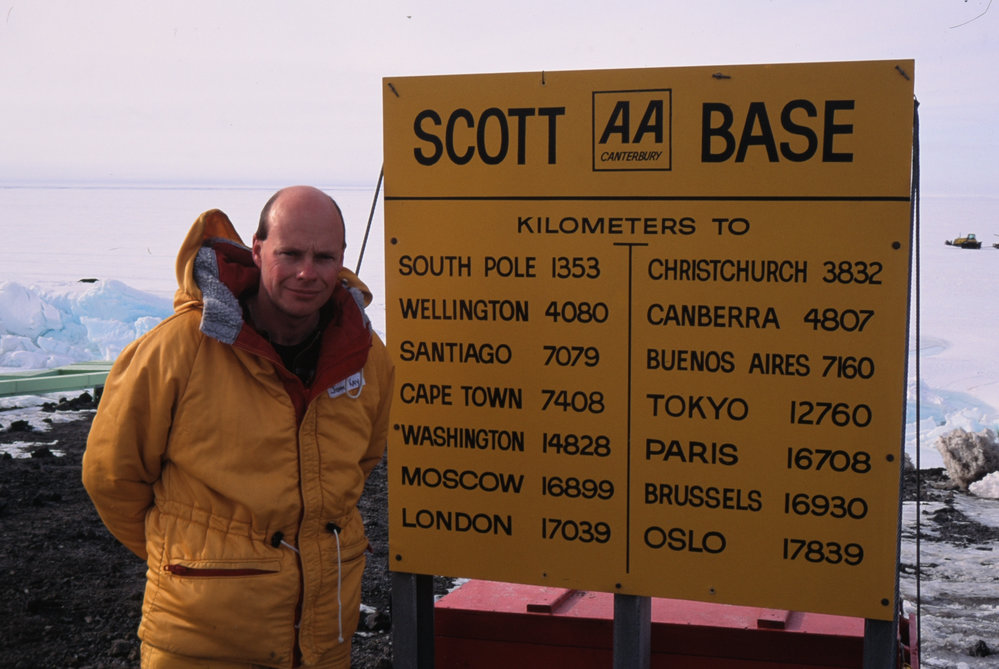 SCOTT AA BASE
CANTERBURY
KILOMETERS TO
SOUTH POLE 1353
WELLINGTON 4080
SANTIAGO 7079
CAPE TOWN 7408
WASHINGTON 14828
MOSCOW 16899
LONDON 17039
CHRISTCHURCH 3832
CANBERRA 4807
BUENOS AIRES 7160
TOKYO 12760
PARIS 16708
BRUSSELS 16930
OSLO 17839